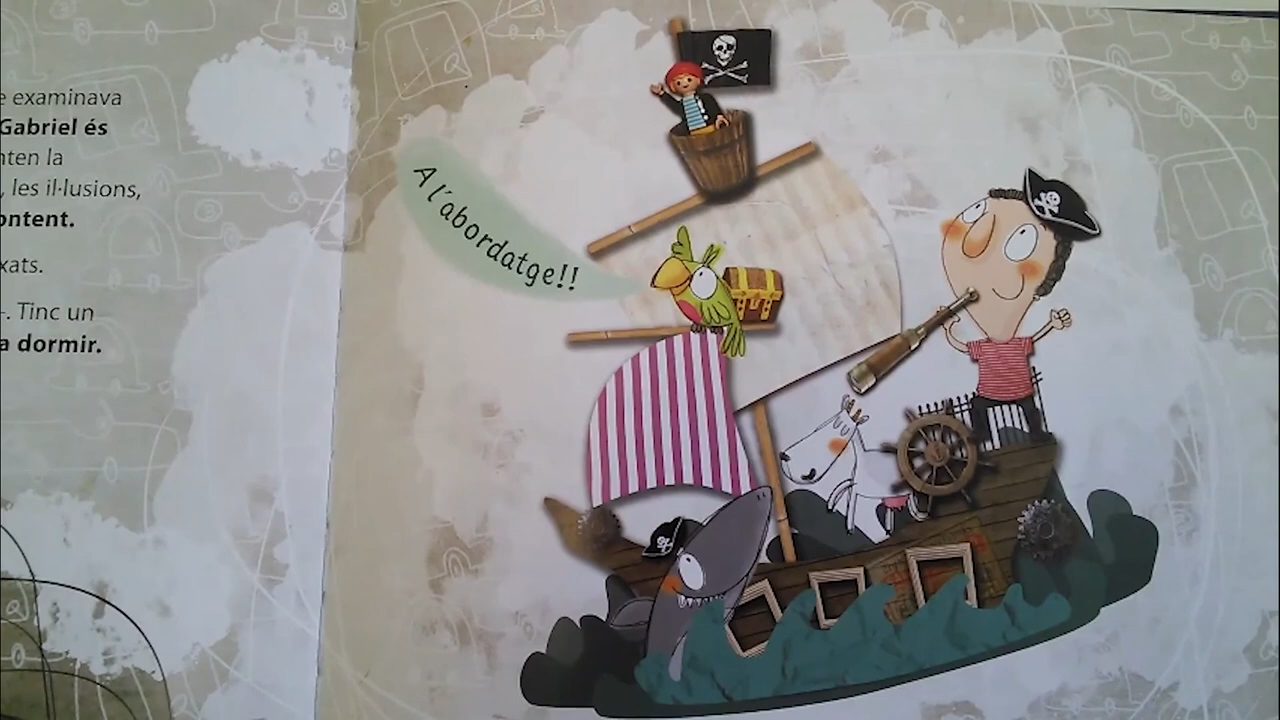 e examinava
Gabriel és
nten la
, les il·lusions,
ontent.
xats.
–. Tinc un
a dormir.
A l'abordatge!!